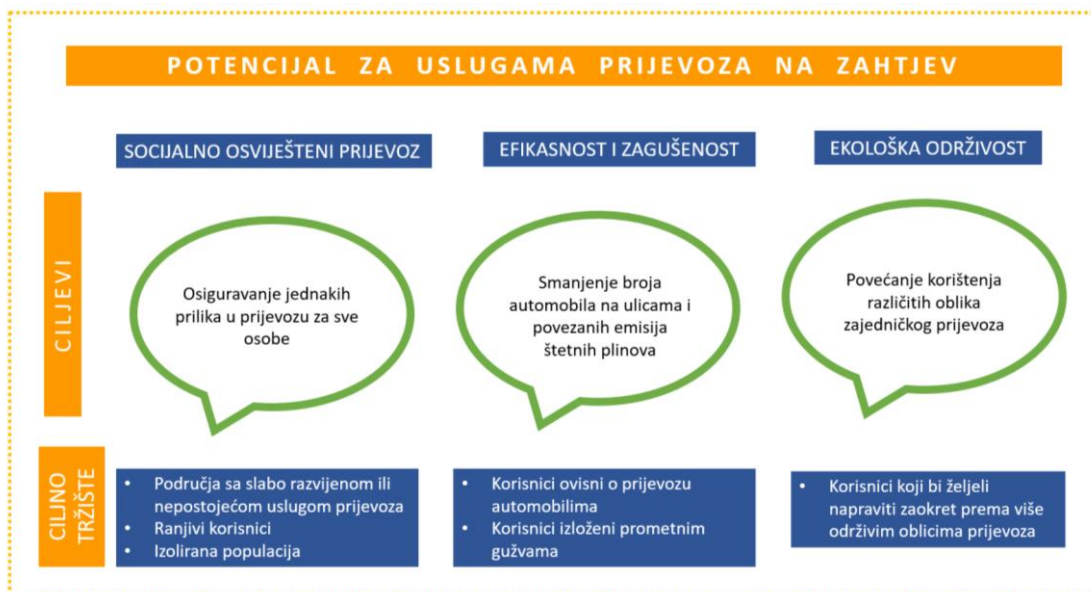 POTENCIJAL ZA USLUGAMA PRIJEVOZA NA ZAHTJEV
SOCIJALNO OSVIJEŠTENI PRIJEVOZ
EFIKASNOST I ZAGUŠENOST
EKOLOŠKA ODRŽIVOST
CILJEVI
Osiguravanje jednakih
prilika u prijevozu za sve
osobe
Smanjenje broja
automobila na ulicama i
povezanih emisija
štetnih plinova
Povećanje korištenja
različitih oblika
zajedničkog prijevoza
CILJNO
TRŽIŠTE
• Područja sa slabo razvijenom ili
nepostojećom uslugom prijevoza
• Ranjivi korisnici
• Izolirana populacija
• Korisnici ovisni o prijevozu
automobilima
• Korisnici izloženi prometnim
gužvama
• Korisnici koji bi željeli
napraviti zaokret prema više
održivim oblicima prijevoza